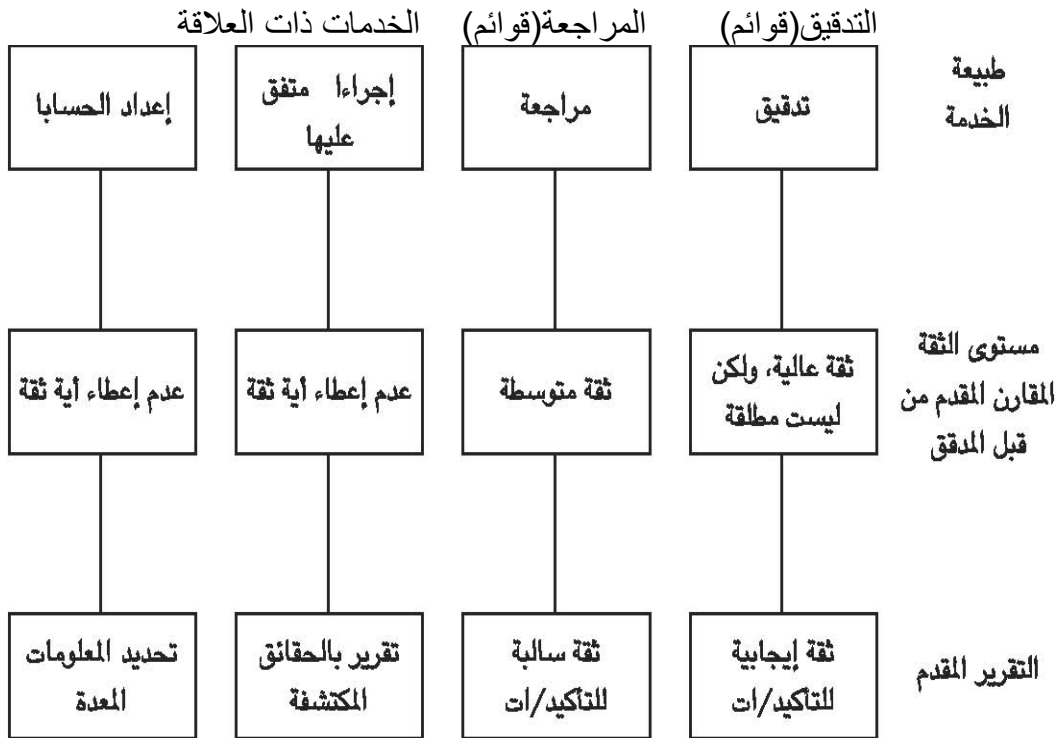 التدقيق(قوائم) المراجعة(قوائم) الخدمات ذات العلاقة
طبيعة
الخدمة
تدقيق
مراجعة
إجراءا متفق
عليها
إعداد الحسابا
مستوى الثقة
المقارن المقدم من
قبل المدقق
ثقة عالية، ولكن
ليست مطلقة
ثقة متوسطة
عدم إعطاء أية ثقة
عدم إعطاء أية ثقة
التقرير المقدم
ثقة إيجابية
للتأكيد/ات
ثقة سالبة
للتأكيد/ات
تقرير بالحقائق
المكتشفة
تحديد المعلومات
المعدة